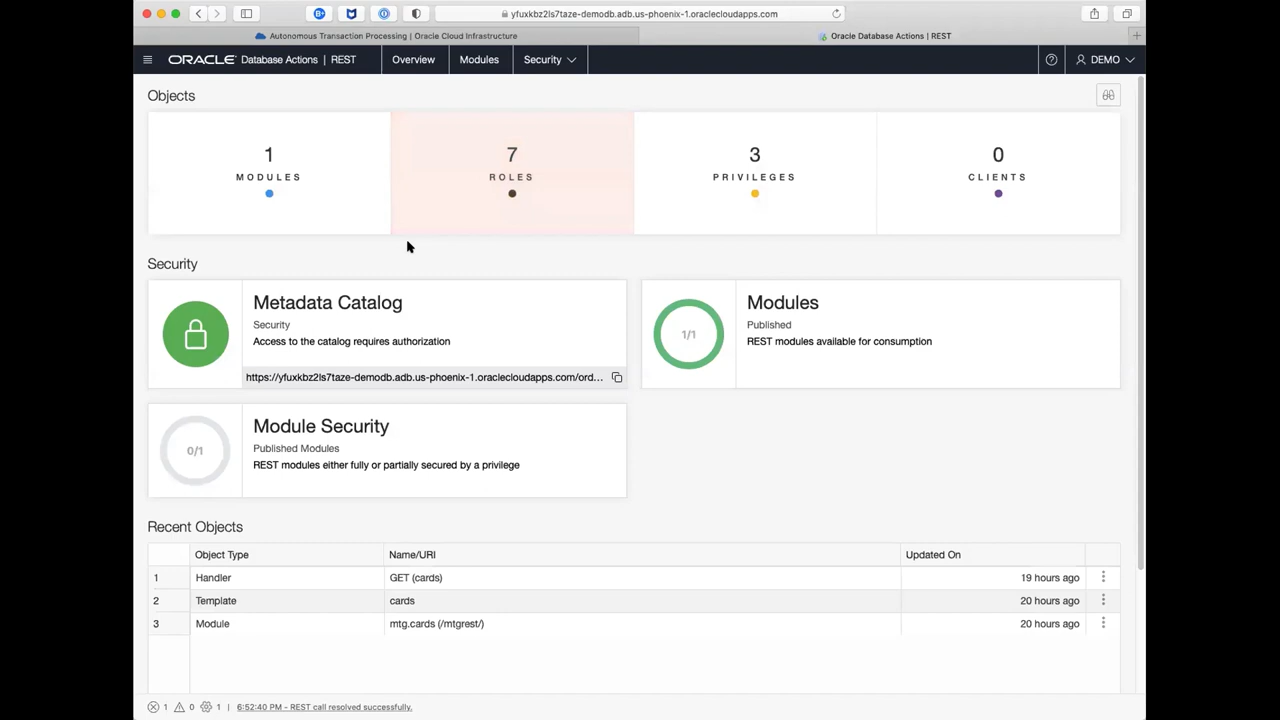 yfuxkbz2ls7taze-demodb.adb.us-phoenix-1.oraclecloudapps.com
Autonomous Transaction Processing | Oracle Cloud Infrastructure
Oracle Database Actions | REST
ORACLE Database Actions | REST
Overview
Modules
Security
DEMO
Objects
1
MODULES
7
ROLES
3
PRIVILEGES
0
CLIENTS
Security
Metadata Catalog
Security
Access to the catalog requires authorization
https://yfuxkbz2ls7taze-demodb.adb.us-phoenix-1.oraclecloudapps.com/ord...
1/1
Modules
Published
REST modules available for consumption
0/1
Module Security
Published Modules
REST modules either fully or partially secured by a privilege
Recent Objects
Object Type Name/URI Updated On
1 Handler GET (cards) 19 hours ago
2 Template cards 20 hours ago
3 Module mtg.cards (/mtgrest/) 20 hours ago
1 0 1 | 6:52:40 PM - REST call resolved successfully.